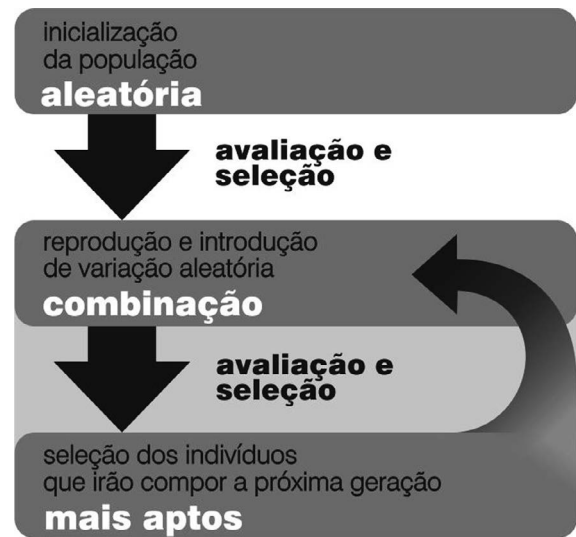 inicialização
da população
aleatória
avaliação e
seleção
reprodução e introdução
de variação aleatória
combinação
avaliação e
seleção
seleção dos indivíduos
que irão compor a próxima geração
mais aptos